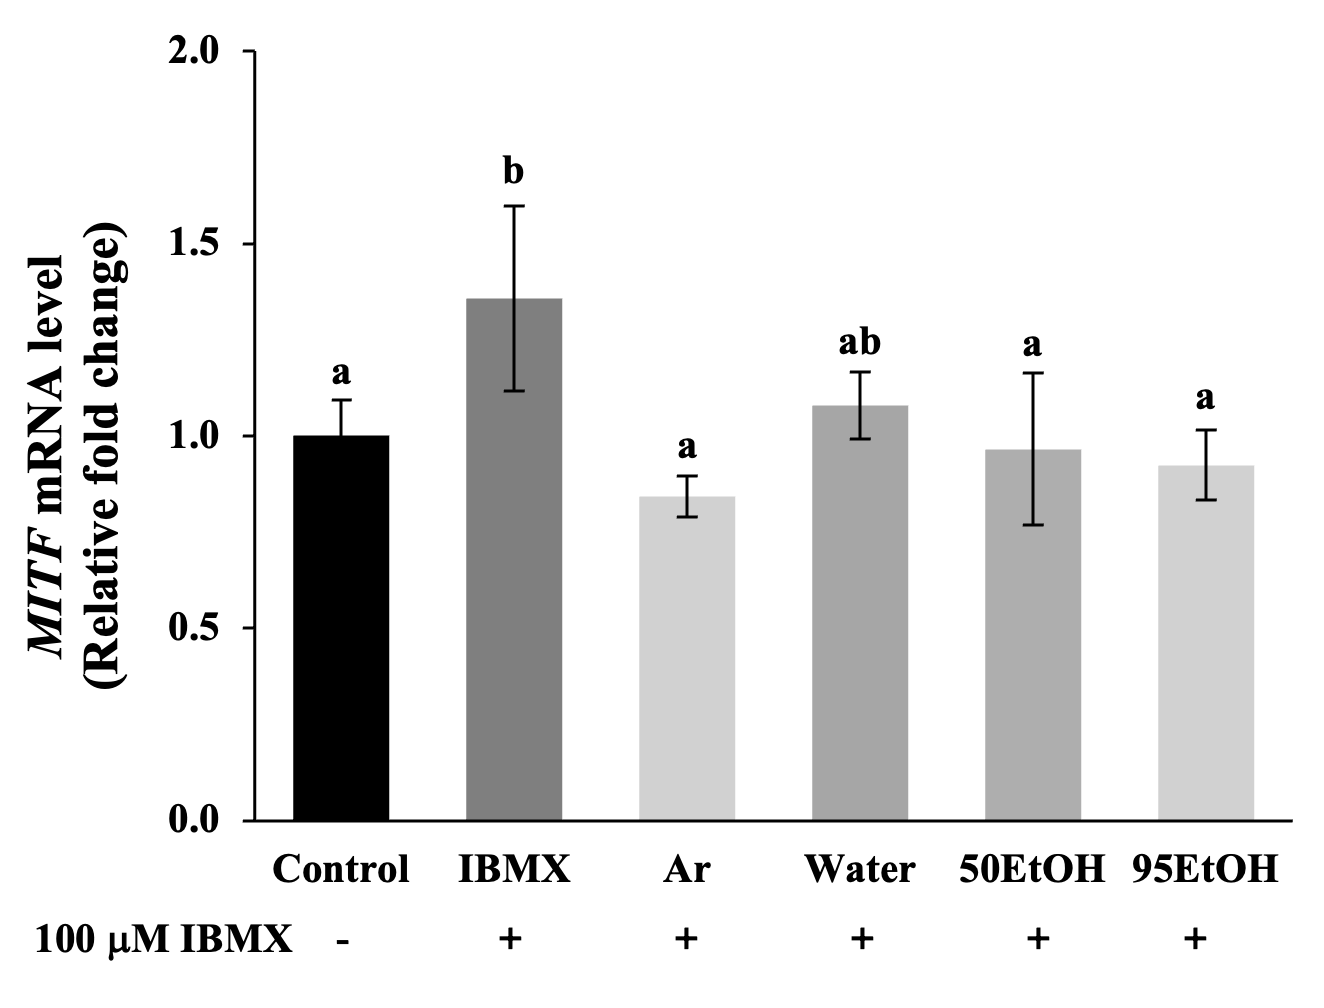 MITF mRNA level
(Relative fold change)
2.0
1.5
1.0
0.5
0.0
a
b
a
ab
a
a
Control IBMX Ar Water 50EtOH 95EtOH
100 µM IBMX - + + + + +